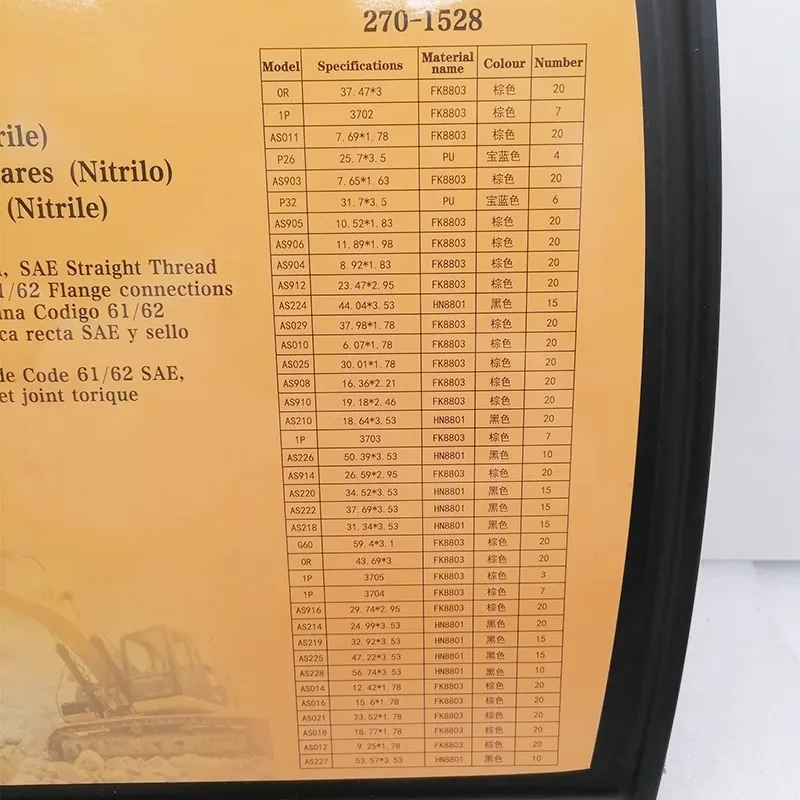 270-1528
Model Specifications Material name Colour Number
OR 37.47*3 FK8803 棕色 20
1P 3702 FK8803 棕色 7
AS011 7.69*1.78 FK8803 棕色 20
P26 25.7*3.5 PU 宝蓝色 4
AS903 7.65*1.63 FK8803 棕色 20
P32 31.7*3.5 PU 宝蓝色 6
AS905 10.52*1.83 FK8803 棕色 20
AS906 11.89*1.98 FK8803 棕色 20
AS904 8.92*1.83 FK8803 棕色 20
AS912 23.47*2.95 FK8803 棕色 20
AS224 44.04*3.53 HN8801 黑色 15
AS029 37.98*1.78 FK8803 棕色 20
AS010 6.07*1.78 FK8803 棕色 20
AS025 30.01*1.78 FK8803 棕色 20
AS908 16.36*2.21 FK8803 棕色 20
AS910 19.18*2.46 FK8803 棕色 20
AS210 18.64*3.53 HN8801 黑色 20
1P 3703 FK8803 棕色 7
AS226 50.39*3.53 HN8801 黑色 10
AS914 26.59*2.95 FK8803 棕色 20
AS220 34.52*3.53 HN8801 黑色 15
AS222 37.69*3.53 HN8801 黑色 15
AS218 31.34*3.53 HN8801 黑色 15
G60 59.4*3.1 FK8803 棕色 20
OR 43.69*3 FK8803 棕色 20
1P 3705 FK8803 棕色 3
1P 3704 FK8803 棕色 7
AS916 29.74*2.95 FK8803 棕色 20
AS214 24.99*3.53 HN8801 黑色 20
AS219 32.92*3.53 HN8801 黑色 15
AS225 47.22*3.53 HN8801 黑色 15
AS228 56.74*3.53 HN8801 黑色 10
AS014 12.42*1.78 FK8803 棕色 20
AS016 15.6*1.78 FK8803 棕色 20
AS021 23.52*1.78 FK8803 棕色 20
AS018 18.77*1.78 FK8803 棕色 20
AS012 9.25*1.78 FK8803 棕色 20
AS227 53.57*3.53 HN8801 黑色 10
rile)
ares (Nitrilo)
(Nitrile)
, SAE Straight Thread
1/62 Flange connections
na Codigo 61/62
ca recta SAE y sello
de Code 61/62 SAE,
et joint torique